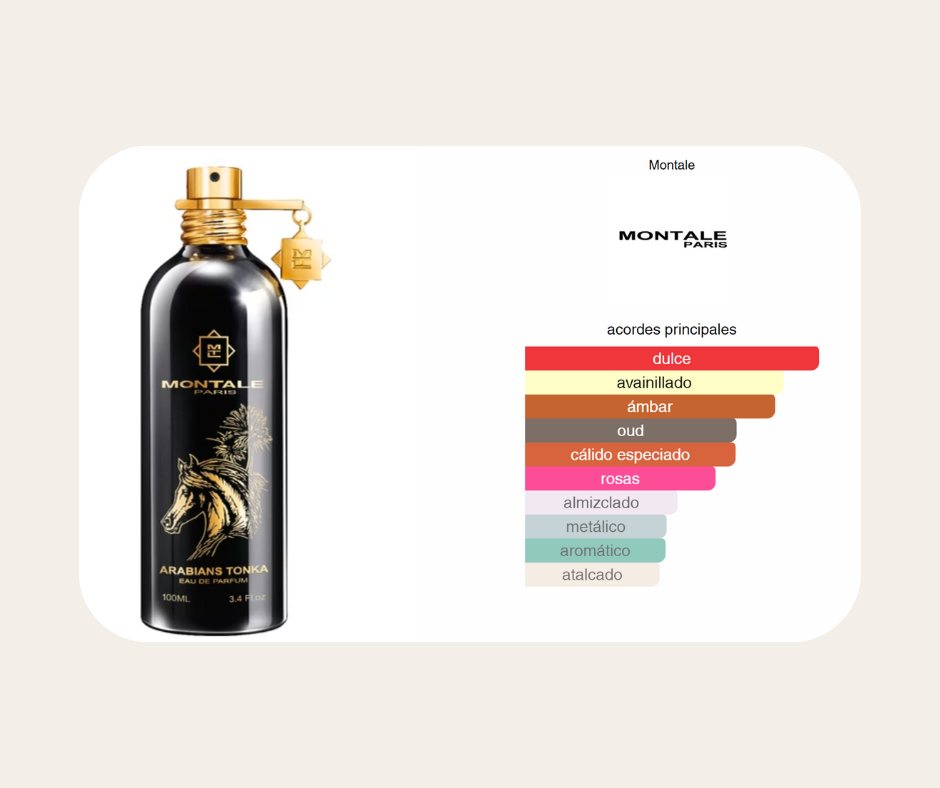 MONTALE
PARIS
ARABIANS TONKA
EAU DE PARFUM
100ML 3.4 Fl.oz
Montale
MONTALE
PARIS
acordes principales
dulce
avainillado
ámbar
oud
cálido especiado
rosas
almizclado
metálico
aromático
atalcado